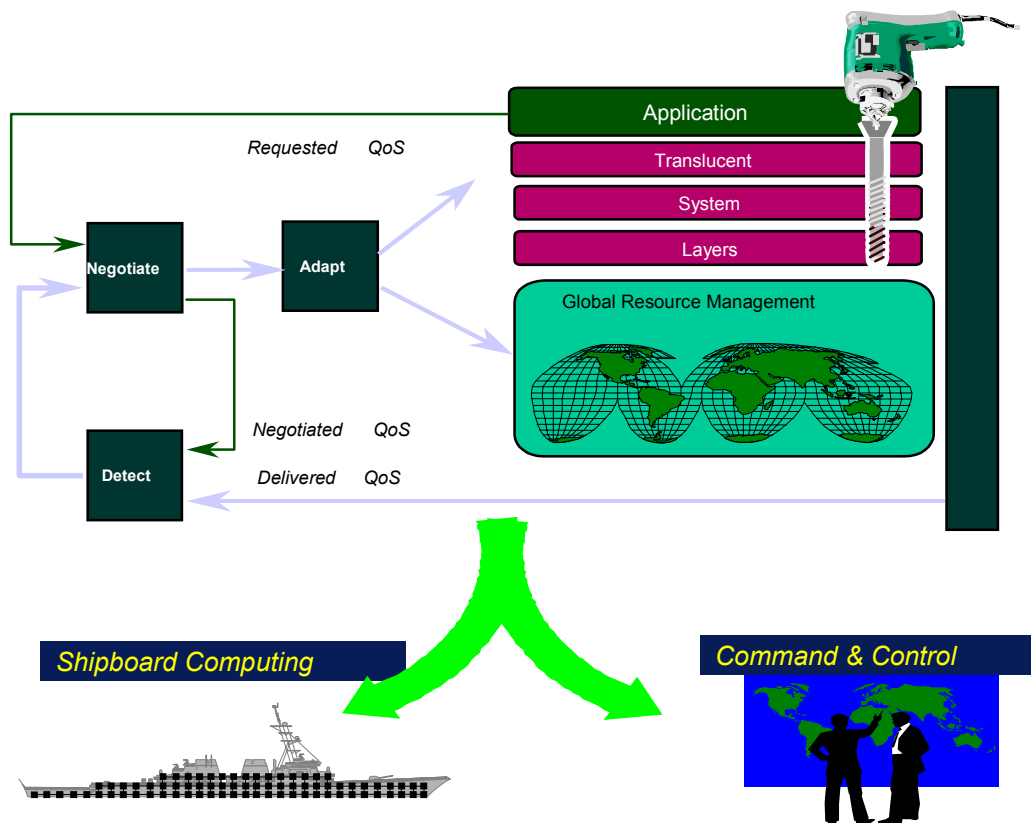 Application
Requested QoS
Translucent
System
Negotiate
Adapt
Layers
Global Resource Management
Negotiated QoS
Detect
Delivered QoS
Shipboard Computing
Command & Control